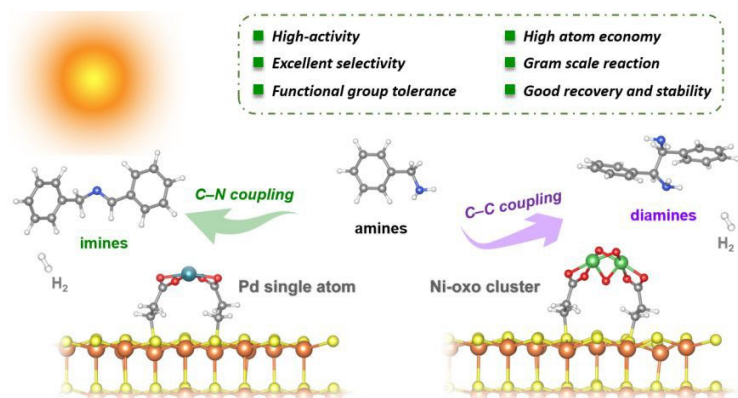 High-activity
High atom economy
Excellent selectivity
Gram scale reaction
Functional group tolerance
Good recovery and stability
C–N coupling
imines
amines
C–C coupling
diamines
H2
H2
Pd single atom
Ni-oxo cluster